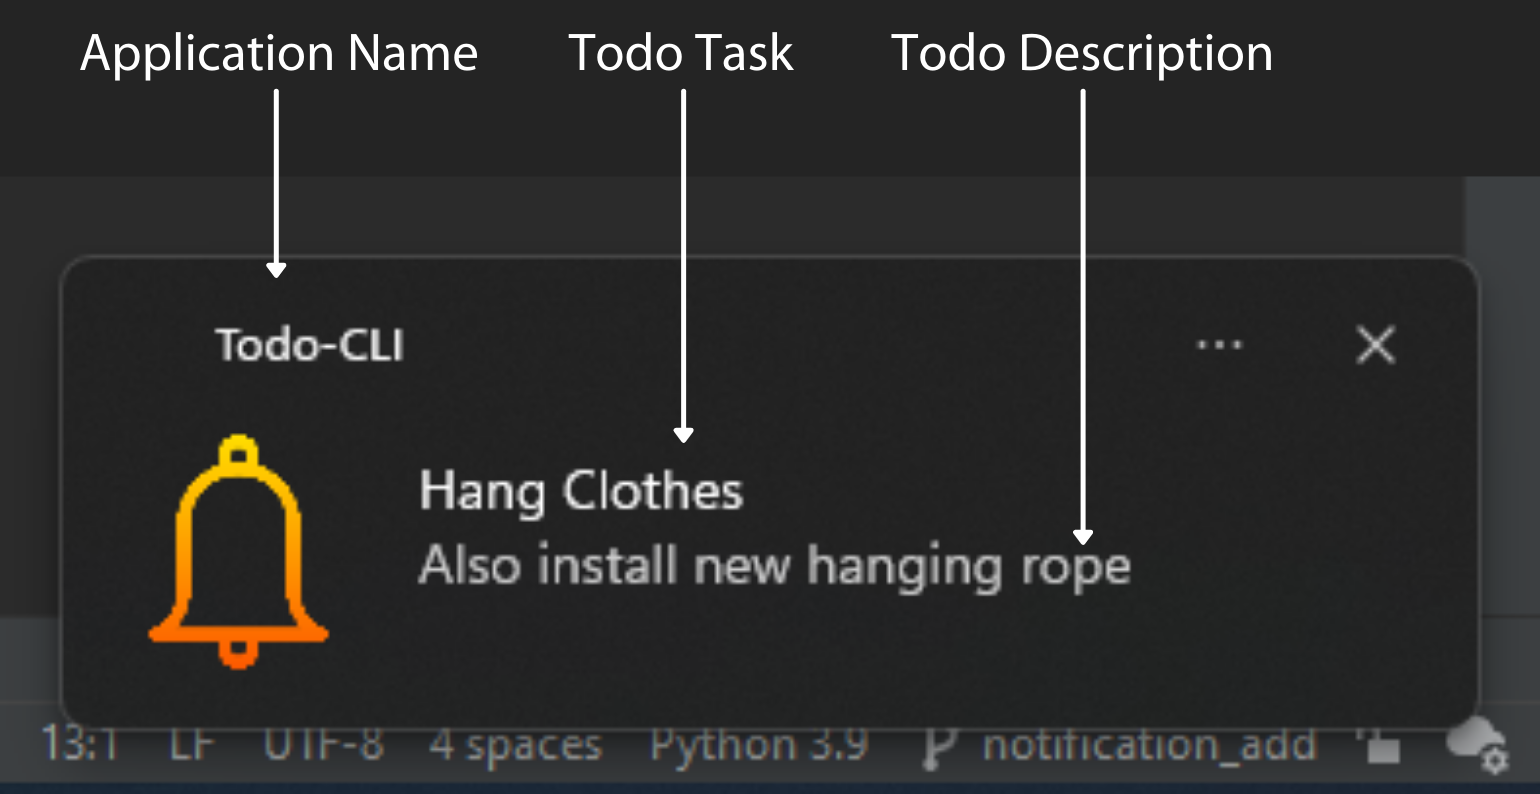 Application Name Todo Task Todo Description
Todo-CLI
Hang Clothes
Also install new hanging rope
13:1 LF UTF-8 4 spaces Python 3.9 notification_add